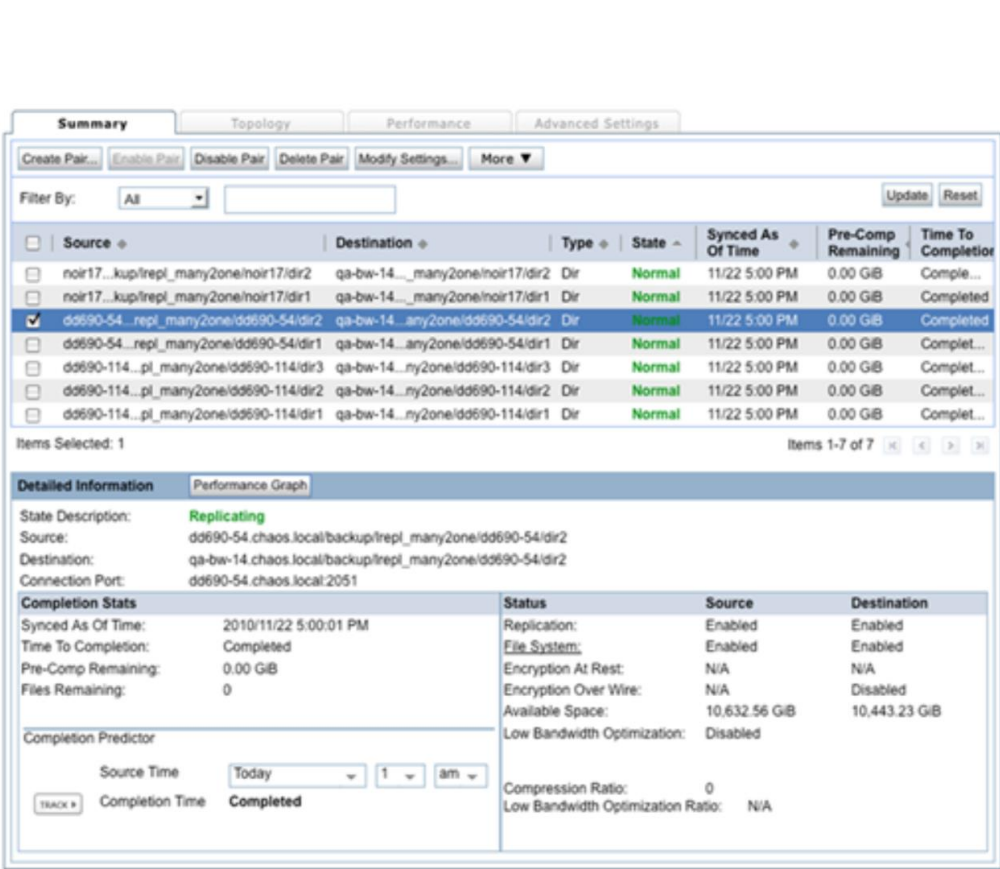 Summary Topology Performance Advanced Settings
Create Pair... Enable Pair Disable Pair Delete Pair Modify Settings... More ▼
Filter By: All Update Reset
Source Destination Type State Synced As Of Time Pre-Comp Remaining Time To Completion
noir17...kup/lrepl_many2one/noir17/dir2 qa-bw-14..._many2one/noir17/dir2 Dir Normal 11/22 5:00 PM 0.00 GiB Comple...
noir17...kup/lrepl_many2one/noir17/dir1 qa-bw-14..._many2one/noir17/dir1 Dir Normal 11/22 5:00 PM 0.00 GiB Completed
dd690-54...repl_many2one/dd690-54/dir2 qa-bw-14...any2one/dd690-54/dir2 Dir Normal 11/22 5:00 PM 0.00 GiB Completed
dd690-54...repl_many2one/dd690-54/dir1 qa-bw-14...any2one/dd690-54/dir1 Dir Normal 11/22 5:00 PM 0.00 GiB Complet...
dd690-114...pl_many2one/dd690-114/dir3 qa-bw-14...ny2one/dd690-114/dir3 Dir Normal 11/22 5:00 PM 0.00 GiB Complet...
dd690-114...pl_many2one/dd690-114/dir2 qa-bw-14...ny2one/dd690-114/dir2 Dir Normal 11/22 5:00 PM 0.00 GiB Complet...
dd690-114...pl_many2one/dd690-114/dir1 qa-bw-14...ny2one/dd690-114/dir1 Dir Normal 11/22 5:00 PM 0.00 GiB Complet...
Items Selected: 1 Items 1-7 of 7
Detailed Information Performance Graph
State Description: Replicating
Source: dd690-54.chaos.local/backup/lrepl_many2one/dd690-54/dir2
Destination: qa-bw-14.chaos.local/backup/lrepl_many2one/dd690-54/dir2
Connection Port: dd690-54.chaos.local:2051
Completion Stats
Synced As Of Time: 2010/11/22 5:00:01 PM
Time To Completion: Completed
Pre-Comp Remaining: 0.00 GiB
Files Remaining: 0
Completion Predictor
Source Time Today 1 am
TRACK Completion Time Completed
Status Source Destination
Replication: Enabled Enabled
File System: Enabled Enabled
Encryption At Rest: N/A N/A
Encryption Over Wire: N/A Disabled
Available Space: 10,632.56 GiB 10,443.23 GiB
Low Bandwidth Optimization: Disabled
Compression Ratio: 0
Low Bandwidth Optimization Ratio: N/A